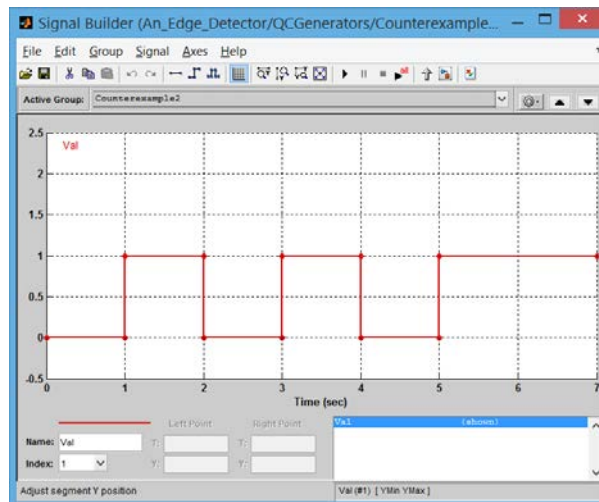 Signal Builder (An_Edge_Detector/QCGenerators/Counterexample...
File Edit Group Signal Axes Help
Active Group: Counterexample2
Val
2.5
2
1.5
1
0.5
0
-0.5
0 1 2 3 4 5 6 7
Time (sec)
Left Point Right Point
Name: Val T: T:
Index: 1 Y: Y:
Val (shown)
Adjust segment Y position
Val (#1) [ YMin YMax ]